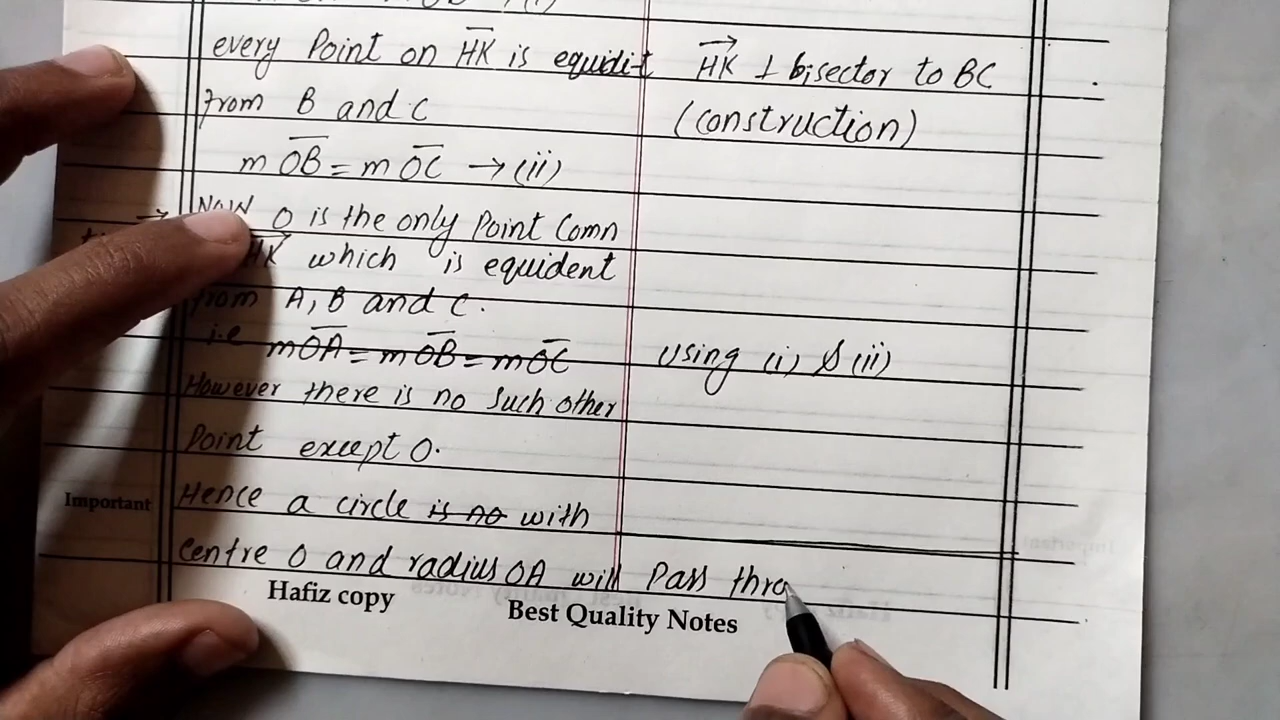 every Point on HK is equidit HK ⊥ bisector to BC
from B and C (construction)
m OB = m OC → (ii)
Now O is the only Point Comn
HK which is equident
from A, B and C.
i.e mOA = mOB = mOC Using (i) & (ii)
However there is no such other
Point except O.
Important
Hence a circle is no with
Centre O and radius OA will Pass thro
Hafiz copy
Best Quality Notes